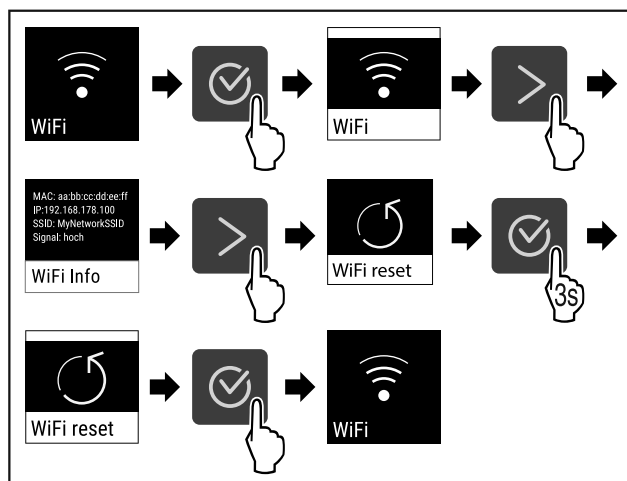 WiFi
WiFi
MAC: aa:bb:cc:dd:ee:ff
IP:192.168.178.100
SSID: MyNetworkSSID
Signal: hoch
WiFi Info
WiFi reset
3s
WiFi reset
WiFi